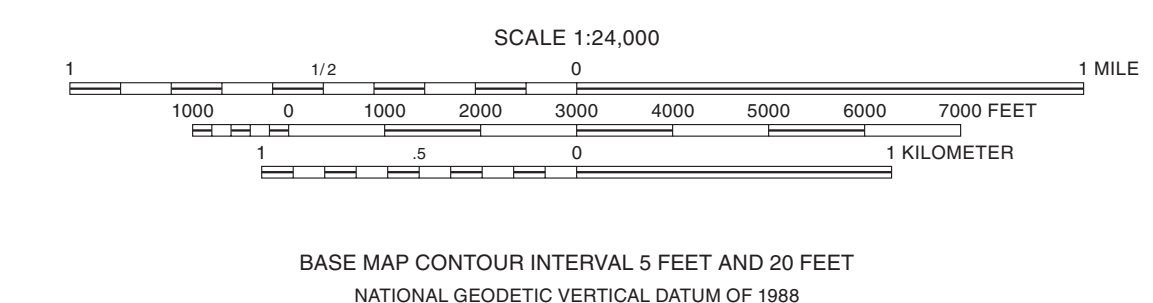 SCALE 1:24,000
1 1/2 0 1 MILE
1000 0 1000 2000 3000 4000 5000 6000 7000 FEET
1 .5 0 1 KILOMETER
BASE MAP CONTOUR INTERVAL 5 FEET AND 20 FEET
NATIONAL GEODETIC VERTICAL DATUM OF 1988